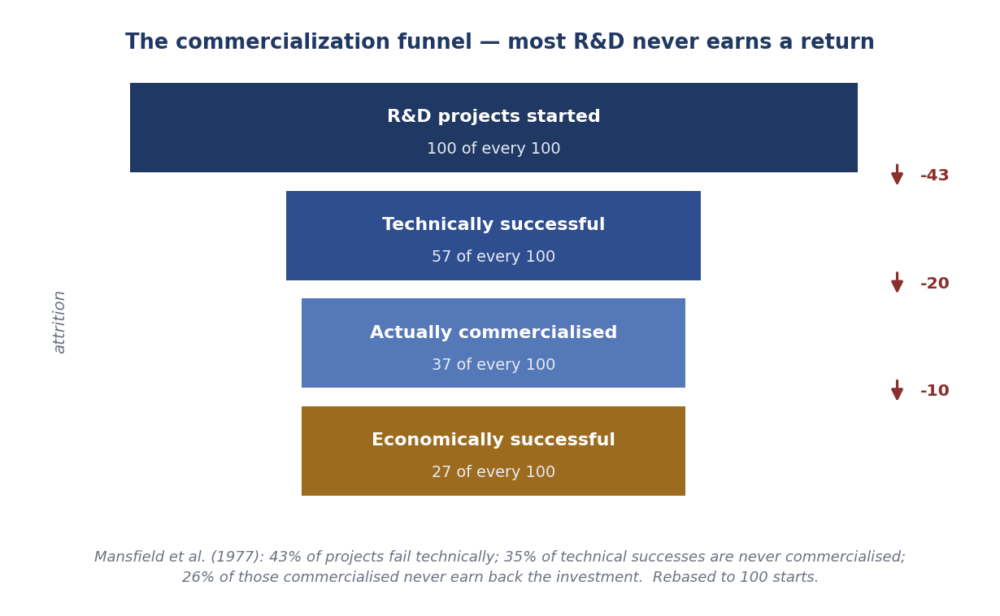 The commercialization funnel — most R&D never earns a return
R&D projects started
100 of every 100
-43
Technically successful
57 of every 100
-20
attrition
Actually commercialised
37 of every 100
-10
Economically successful
27 of every 100
Mansfield et al. (1977): 43% of projects fail technically; 35% of technical successes are never commercialised;
26% of those commercialised never earn back the investment.  Rebased to 100 starts.